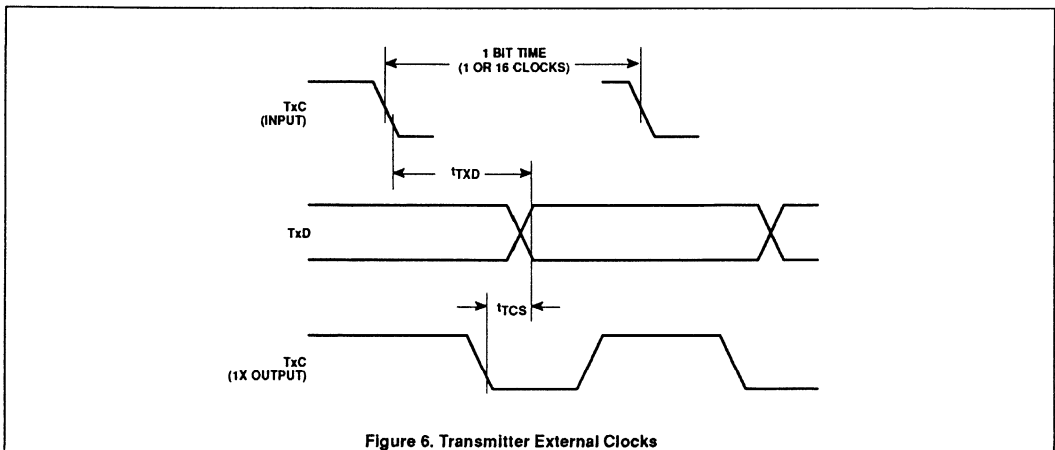 1 BIT TIME
(1 OR 16 CLOCKS)
TxC
(INPUT)
tTXD
TxD
tTCS
TxC
(1X OUTPUT)
Figure 6. Transmitter External Clocks